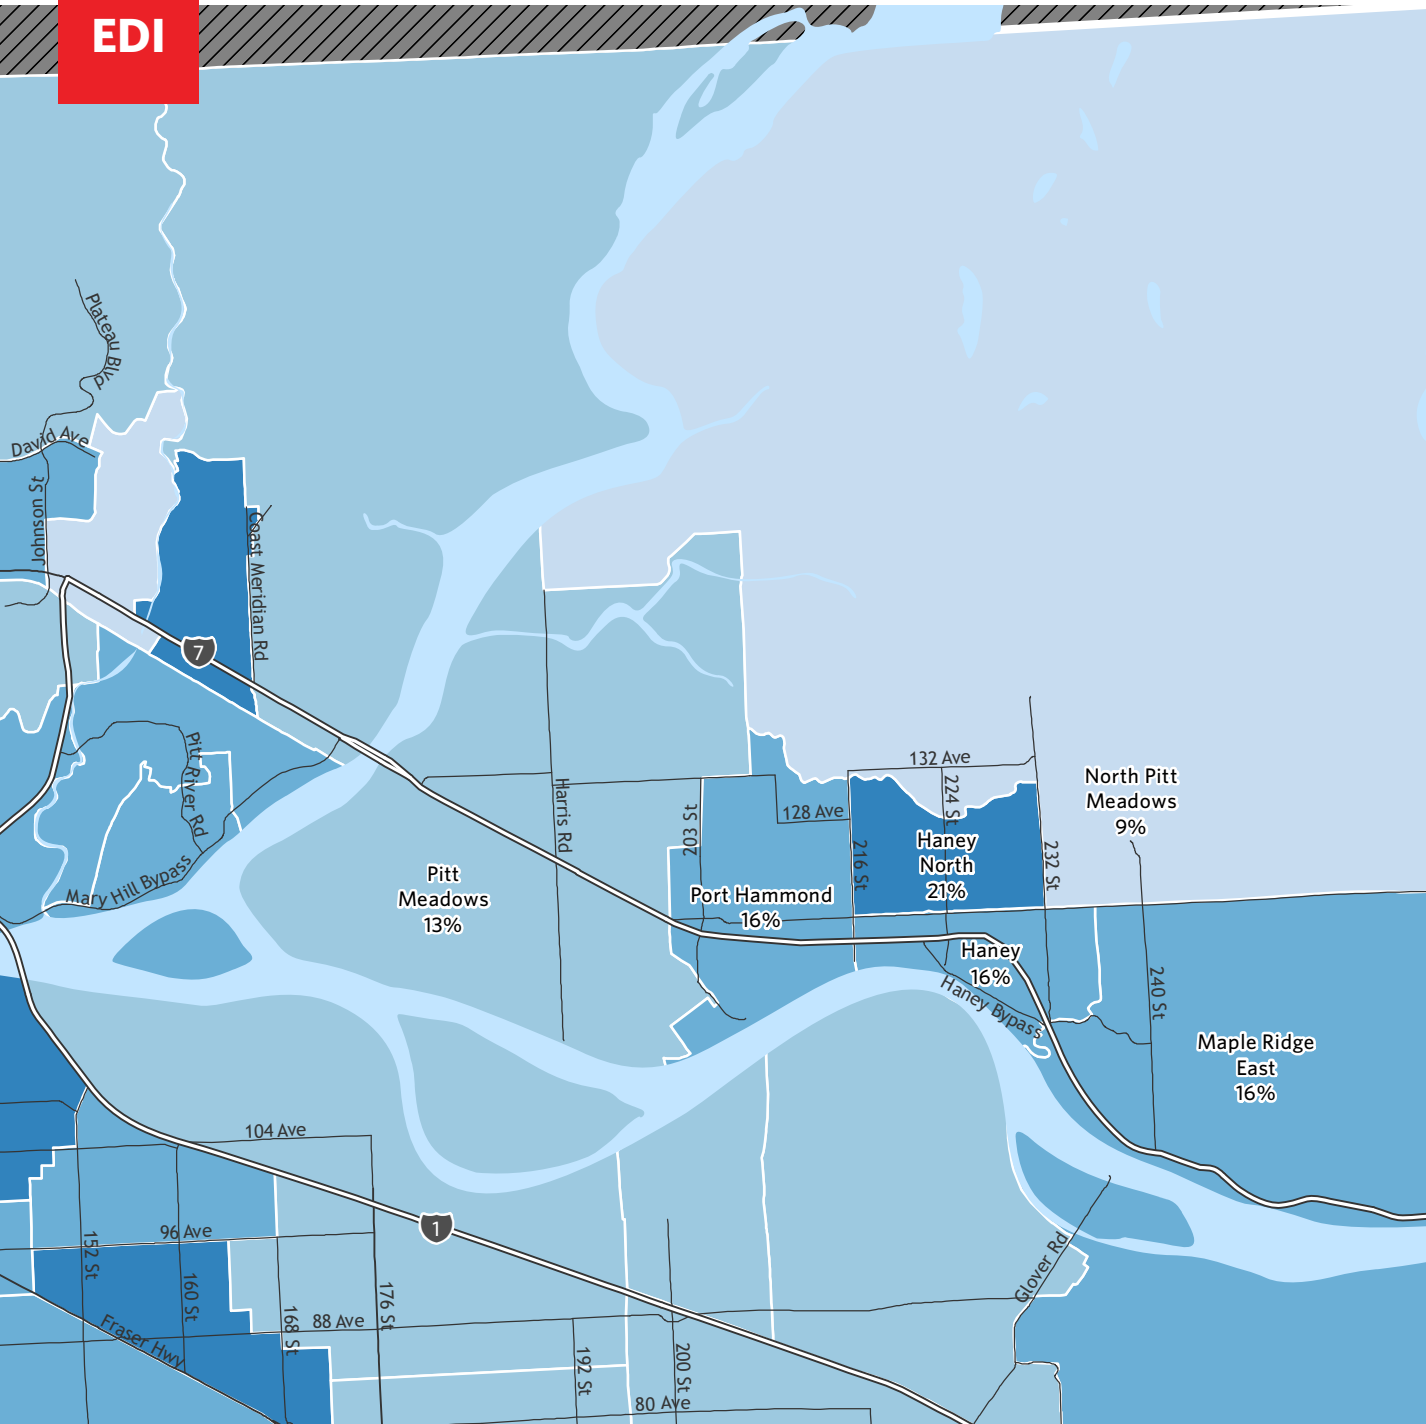 EDI
Plateau Blvd
David Ave
Johnson St
Coast Meridian Rd
7
Pitt River Rd
Mary Hill Bypass
Harris Rd
203 St
128 Ave
132 Ave
224 St
216 St
232 St
North Pitt
Meadows
9%
Haney
North
21%
Pitt
Meadows
13%
Port Hammond
16%
Haney
16%
Haney Bypass
240 St
Maple Ridge
East
16%
104 Ave
1
96 Ave
152 St
160 St
168 St
176 St
88 Ave
Fraser Hwy
192 St
200 St
80 Ave
Glover Rd